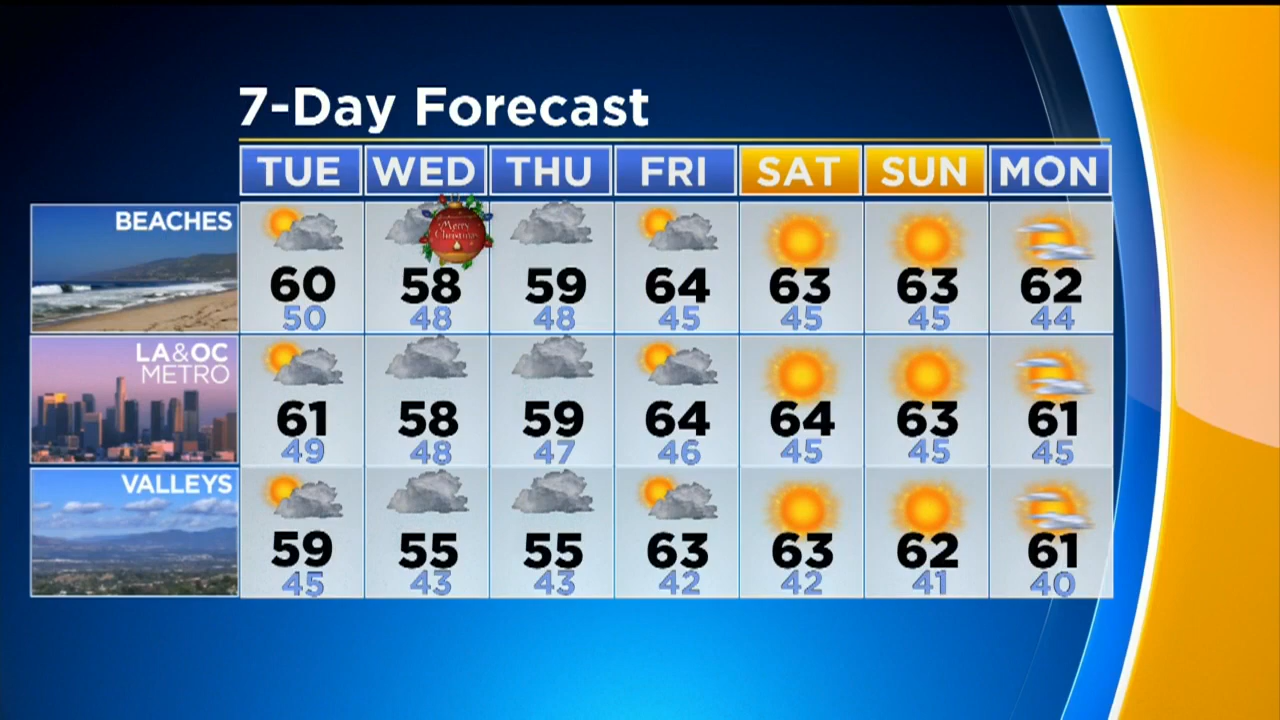 7-Day Forecast
TUE WED THU FRI SAT SUN MON
BEACHES
Merry
Christmas
60 58 59 64 63 63 62
50 48 48 45 45 45 44
LA&OC
METRO
61 58 59 64 64 63 61
49 48 47 46 45 45 45
VALLEYS
59 55 55 63 63 62 61
45 43 43 42 42 41 40